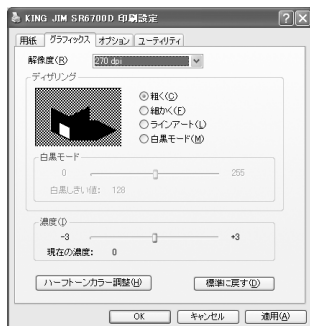 KING JIM SR6700D 印刷設定
用紙 グラフィックス オプション ユーティリティ
解像度(R) 270 dpi
ディザリング
粗く(C)
細かく(F)
ラインアート(L)
白黒モード(M)
白黒モード
0 255
白黒しきい値: 128
濃度(I)
-3 +3
現在の濃度: 0
ハーフトーンカラー調整(H) 標準に戻す(D)
OK キャンセル 適用(A)